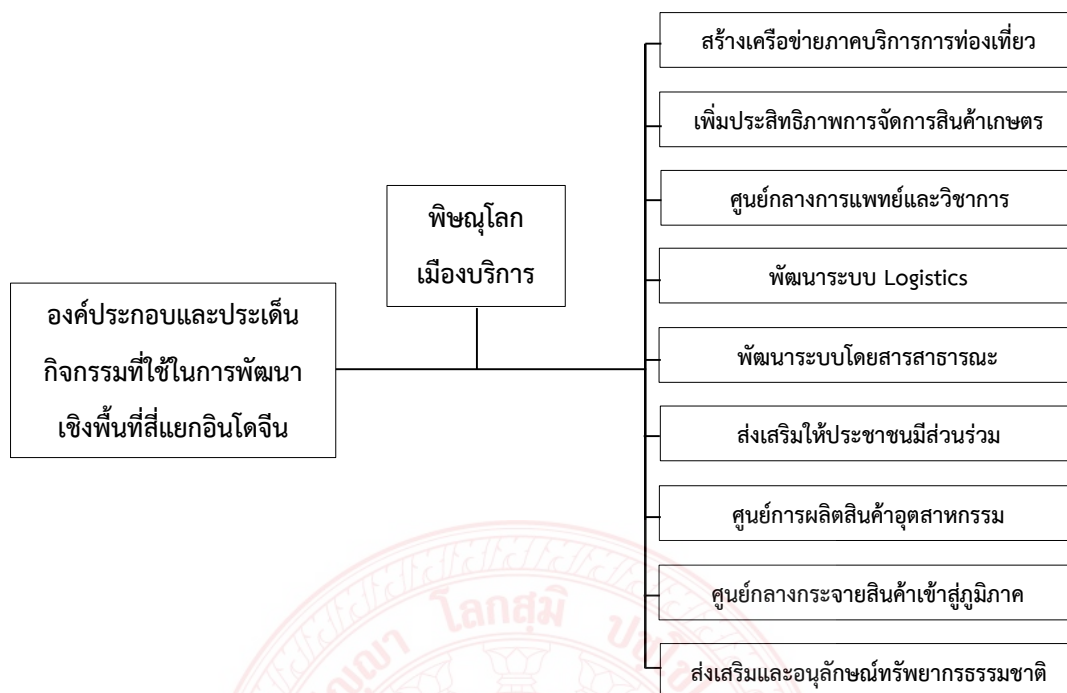 สร้างเครือข่ายภาคบริการการท่องเที่ยว
เพิ่มประสิทธิภาพการจัดการสินค้าเกษตร
ศูนย์กลางการแพทย์และวิชาการ
พิษณุโลก
เมืองบริการ
พัฒนาระบบ Logistics
องค์ประกอบและประเด็น
กิจกรรมที่ใช้ในการพัฒนา
เชิงพื้นที่สี่แยกอินโดจีน
พัฒนาระบบโดยสารสาธารณะ
ส่งเสริมให้ประชาชนมีส่วนร่วม
ศูนย์การผลิตสินค้าอุตสาหกรรม
ศูนย์กลางกระจายสินค้าเข้าสู่ภูมิภาค
โลกสฺมิ
ส่งเสริมและอนุลักษณ์ทรัพยากรธรรมชาติ